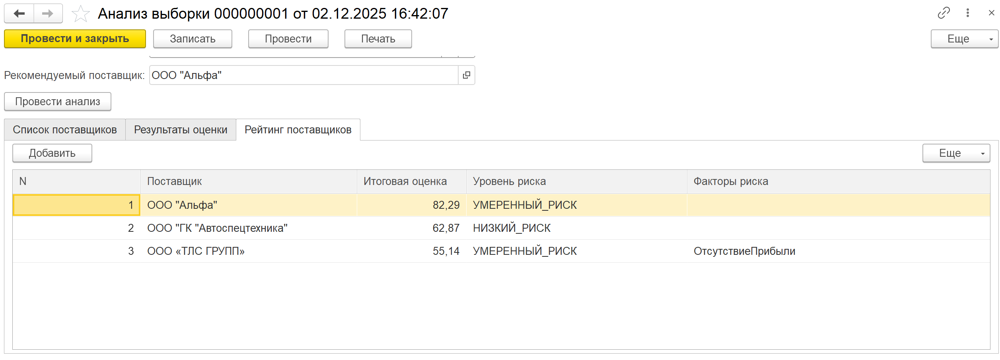 Анализ выборки 000000001 от 02.12.2025 16:42:07
Провести и закрыть Записать Провести Печать Еще
Рекомендуемый поставщик: ООО "Альфа"
Провести анализ
Список поставщиков Результаты оценки Рейтинг поставщиков
Добавить Еще
N Поставщик Итоговая оценка Уровень риска Факторы риска
1 ООО "Альфа" 82,29 УМЕРЕННЫЙ_РИСК
2 ООО "ГК "Автоспецтехника" 62,87 НИЗКИЙ_РИСК
3 ООО «ТЛС ГРУПП» 55,14 УМЕРЕННЫЙ_РИСК ОтсутствиеПрибыли